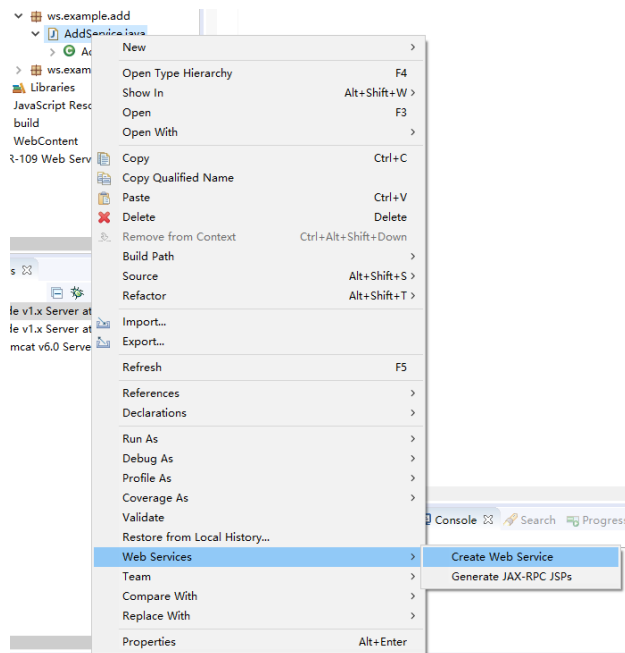 ws.example.add
AddService.java
New
ws.exam
Open Type Hierarchy F4
Libraries
Show In Alt+Shift+W
JavaScript Reso
Open F3
build
Open With
WebContent
R-109 Web Serv
Copy Ctrl+C
Copy Qualified Name
Paste Ctrl+V
Delete Delete
Remove from Context Ctrl+Alt+Shift+Down
Build Path
s
Source Alt+Shift+S
Refactor Alt+Shift+T
le v1.x Server at
Import...
le v1.x Server at
Export...
mcat v6.0 Serve
Refresh F5
References
Declarations
Run As
Debug As
Profile As
Coverage As
Validate
Console Search Progress
Restore from Local History...
Web Services
Create Web Service
Team
Generate JAX-RPC JSPs
Compare With
Replace With
Properties Alt+Enter